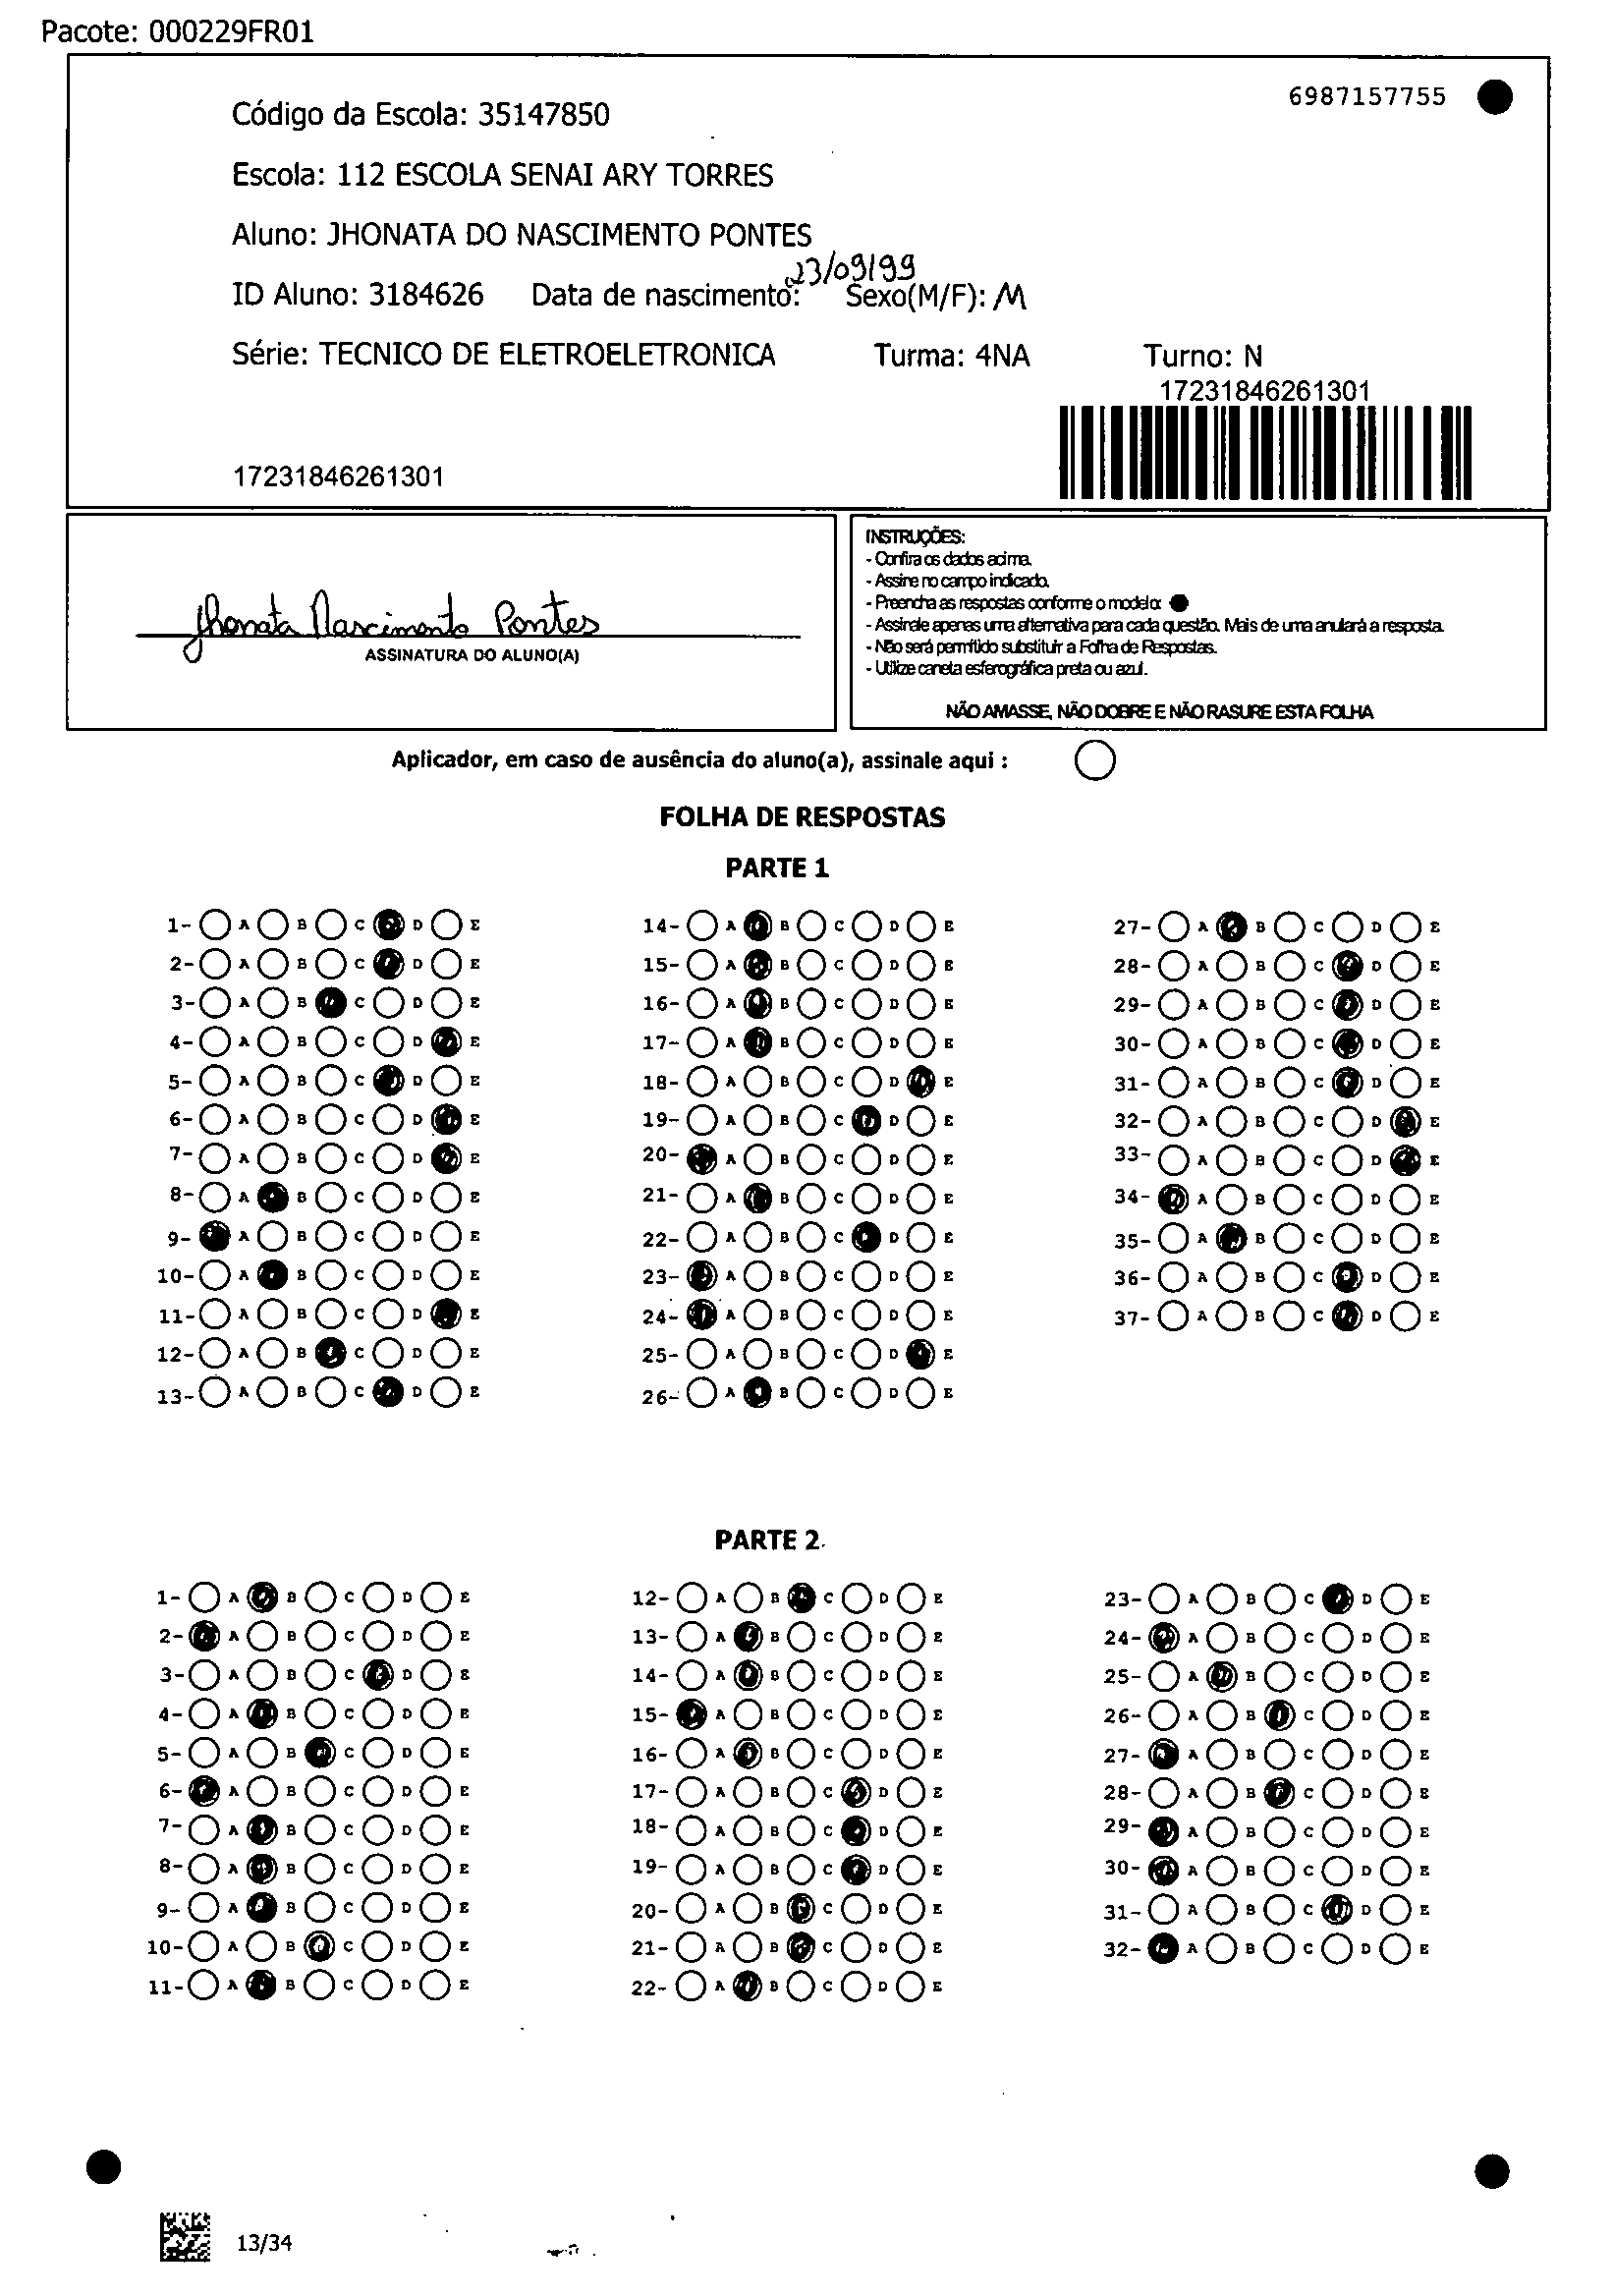 Pacote: 000229FR01
6987157755
Código da Escola: 35147850
Escola: 112 ESCOLA SENAI ARY TORRES
Aluno: JHONATA DO NASCIMENTO PONTES
ID Aluno: 3184626 Data de nascimento: 23/09/99 Sexo(M/F): M
Série: TECNICO DE ELETROELETRONICA Turma: 4NA Turno: N
17231846261301
17231846261301
Jhonata Nascimento Pontes
ASSINATURA DO ALUNO(A)
INSTRUÇÕES:
- Confira os dados acima.
- Assine no campo indicado.
- Preencha as respostas conforme o modelo:
- Assinale apenas uma alternativa para cada questão. Mais de uma anulará a resposta.
- Não será permitido substituir a Folha de Respostas.
- Utilize caneta esferográfica preta ou azul.
NÃO AMASSE, NÃO DOBRE E NÃO RASURE ESTA FOLHA
Aplicador, em caso de ausência do aluno(a), assinale aqui :
FOLHA DE RESPOSTAS
PARTE 1
1- A B C D E 14- A B C D E 27- A B C D E
2- A B C D E 15- A B C D E 28- A B C D E
3- A B C D E 16- A B C D E 29- A B C D E
4- A B C D E 17- A B C D E 30- A B C D E
5- A B C D E 18- A B C D E 31- A B C D E
6- A B C D E 19- A B C D E 32- A B C D E
7- A B C D E 20- A B C D E 33- A B C D E
8- A B C D E 21- A B C D E 34- A B C D E
9- A B C D E 22- A B C D E 35- A B C D E
10- A B C D E 23- A B C D E 36- A B C D E
11- A B C D E 24- A B C D E 37- A B C D E
12- A B C D E 25- A B C D E
13- A B C D E 26- A B C D E
PARTE 2
1- A B C D E 12- A B C D E 23- A B C D E
2- A B C D E 13- A B C D E 24- A B C D E
3- A B C D E 14- A B C D E 25- A B C D E
4- A B C D E 15- A B C D E 26- A B C D E
5- A B C D E 16- A B C D E 27- A B C D E
6- A B C D E 17- A B C D E 28- A B C D E
7- A B C D E 18- A B C D E 29- A B C D E
8- A B C D E 19- A B C D E 30- A B C D E
9- A B C D E 20- A B C D E 31- A B C D E
10- A B C D E 21- A B C D E 32- A B C D E
11- A B C D E 22- A B C D E
13/34